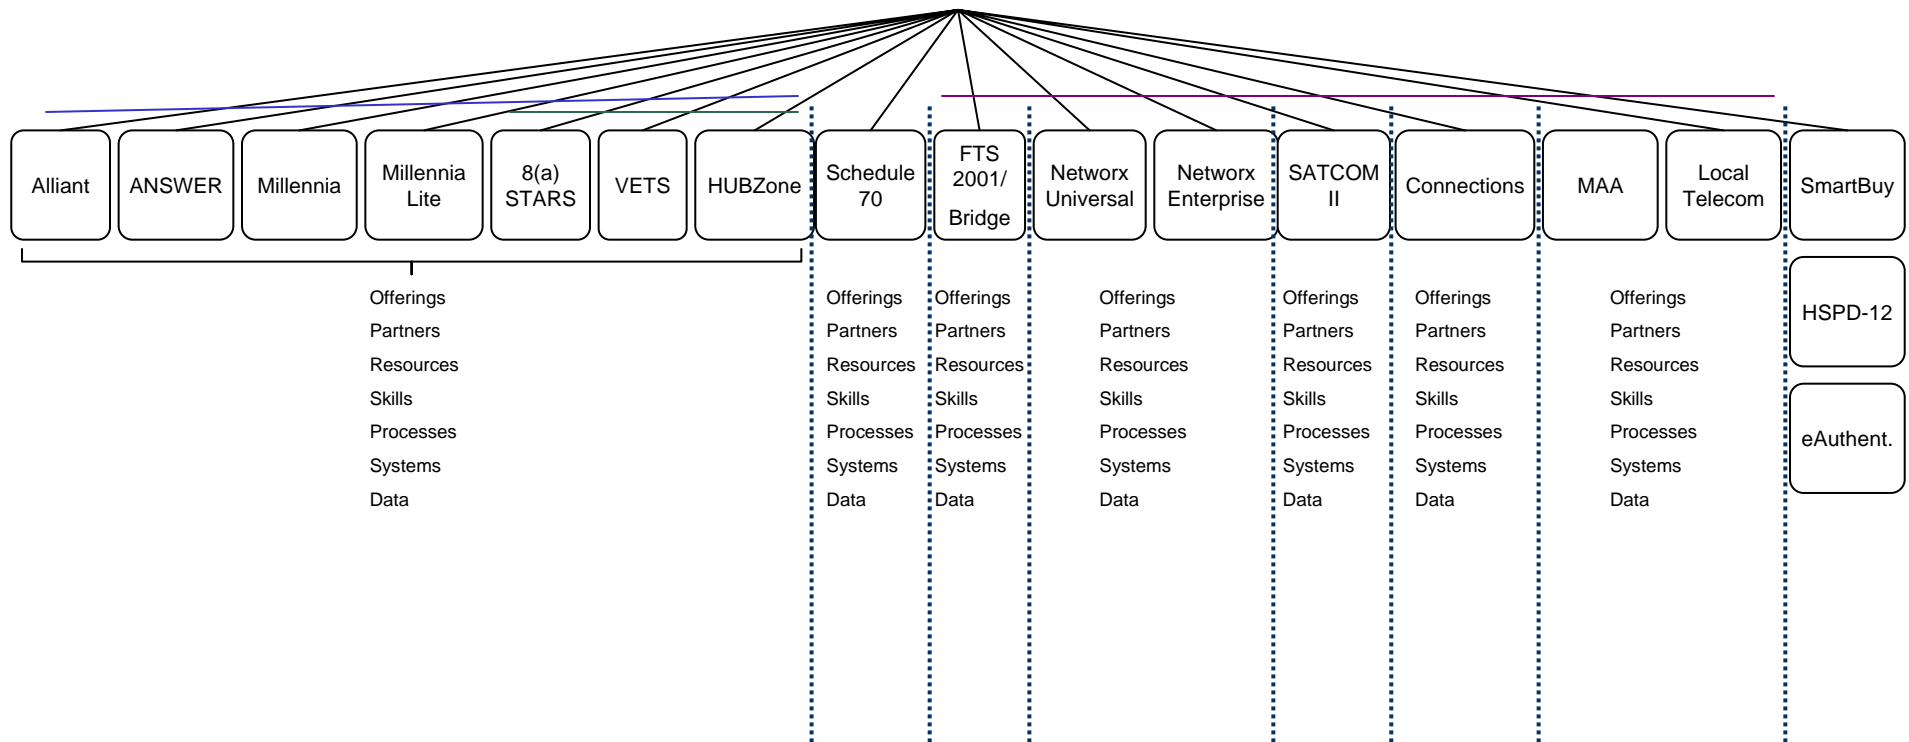 Alliant
ANSWER
Millennia
Millennia
Lite
8(a)
STARS
VETS
HUBZone
Schedule
70
FTS
2001/
Bridge
Networx
Universal
Networx
Enterprise
SATCOM
II
Connections
MAA
Local
Telecom
SmartBuy
HSPD-12
eAuthent.
Offerings
Partners
Resources
Skills
Processes
Systems
Data
Offerings
Partners
Resources
Skills
Processes
Systems
Data
Offerings
Partners
Resources
Skills
Processes
Systems
Data
Offerings
Partners
Resources
Skills
Processes
Systems
Data
Offerings
Partners
Resources
Skills
Processes
Systems
Data
Offerings
Partners
Resources
Skills
Processes
Systems
Data
Offerings
Partners
Resources
Skills
Processes
Systems
Data